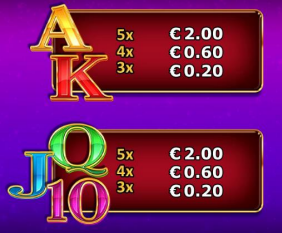 A K
5x €2.00
4x €0.60
3x €0.20
Q
J 10
5x €2.00
4x €0.60
3x €0.20